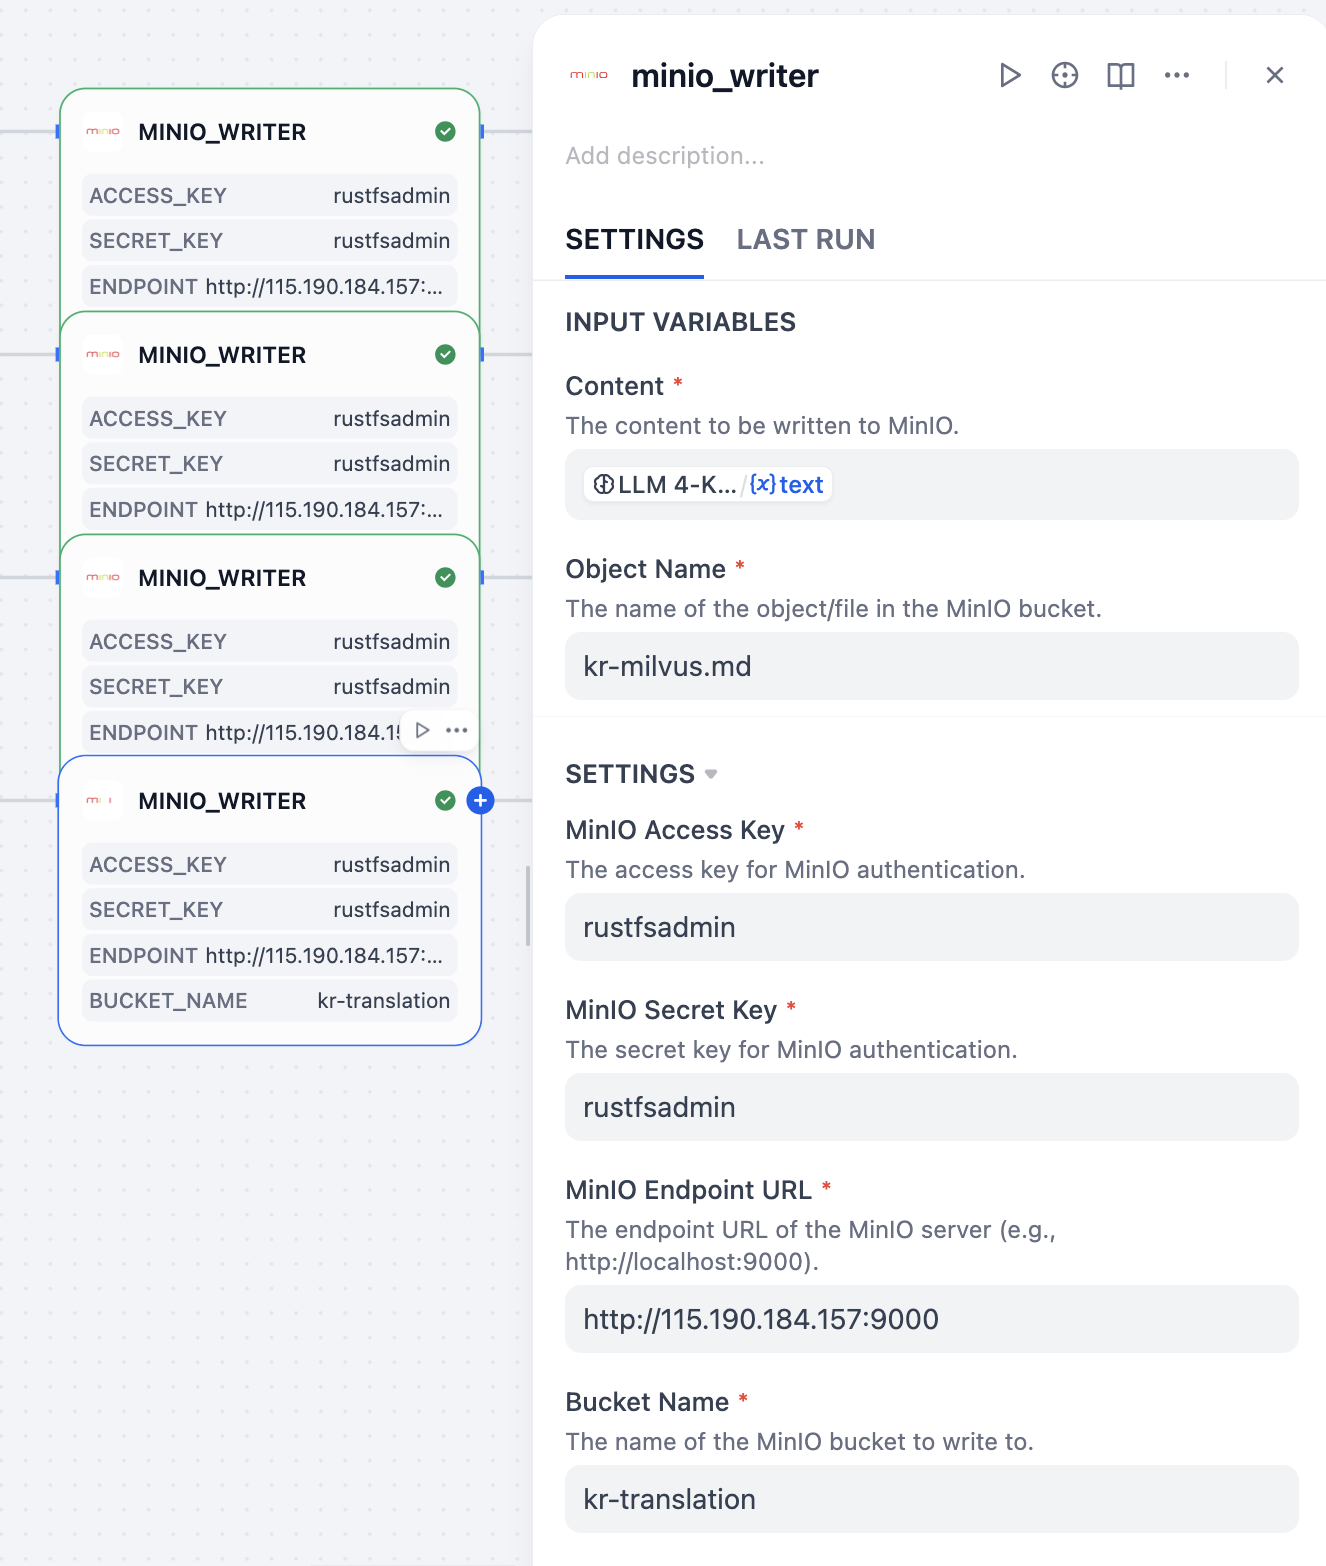 MINIO MINIO_WRITER
ACCESS_KEY rustfsadmin
SECRET_KEY rustfsadmin
ENDPOINT http://115.190.184.157:...
MINIO MINIO_WRITER
ACCESS_KEY rustfsadmin
SECRET_KEY rustfsadmin
ENDPOINT http://115.190.184.157:...
MINIO MINIO_WRITER
ACCESS_KEY rustfsadmin
SECRET_KEY rustfsadmin
ENDPOINT http://115.190.184.1
MINIO_WRITER
ACCESS_KEY rustfsadmin
SECRET_KEY rustfsadmin
ENDPOINT http://115.190.184.157:...
BUCKET_NAME kr-translation
MINIO minio_writer
Add description...
SETTINGS LAST RUN
INPUT VARIABLES
Content *
The content to be written to MinIO.
LLM 4-K... / {x} text
Object Name *
The name of the object/file in the MinIO bucket.
kr-milvus.md
SETTINGS
MinIO Access Key *
The access key for MinIO authentication.
rustfsadmin
MinIO Secret Key *
The secret key for MinIO authentication.
rustfsadmin
MinIO Endpoint URL *
The endpoint URL of the MinIO server (e.g.,
http://localhost:9000).
http://115.190.184.157:9000
Bucket Name *
The name of the MinIO bucket to write to.
kr-translation